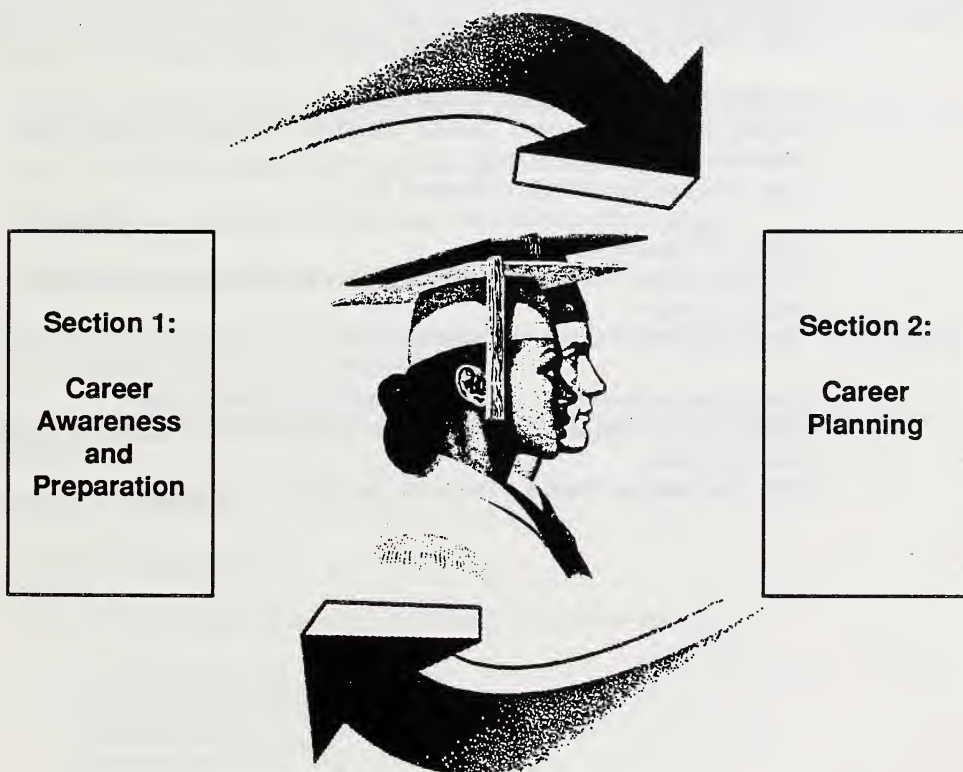 Section 1:
Career
Awareness
and
Preparation
Section 2:
Career
Planning